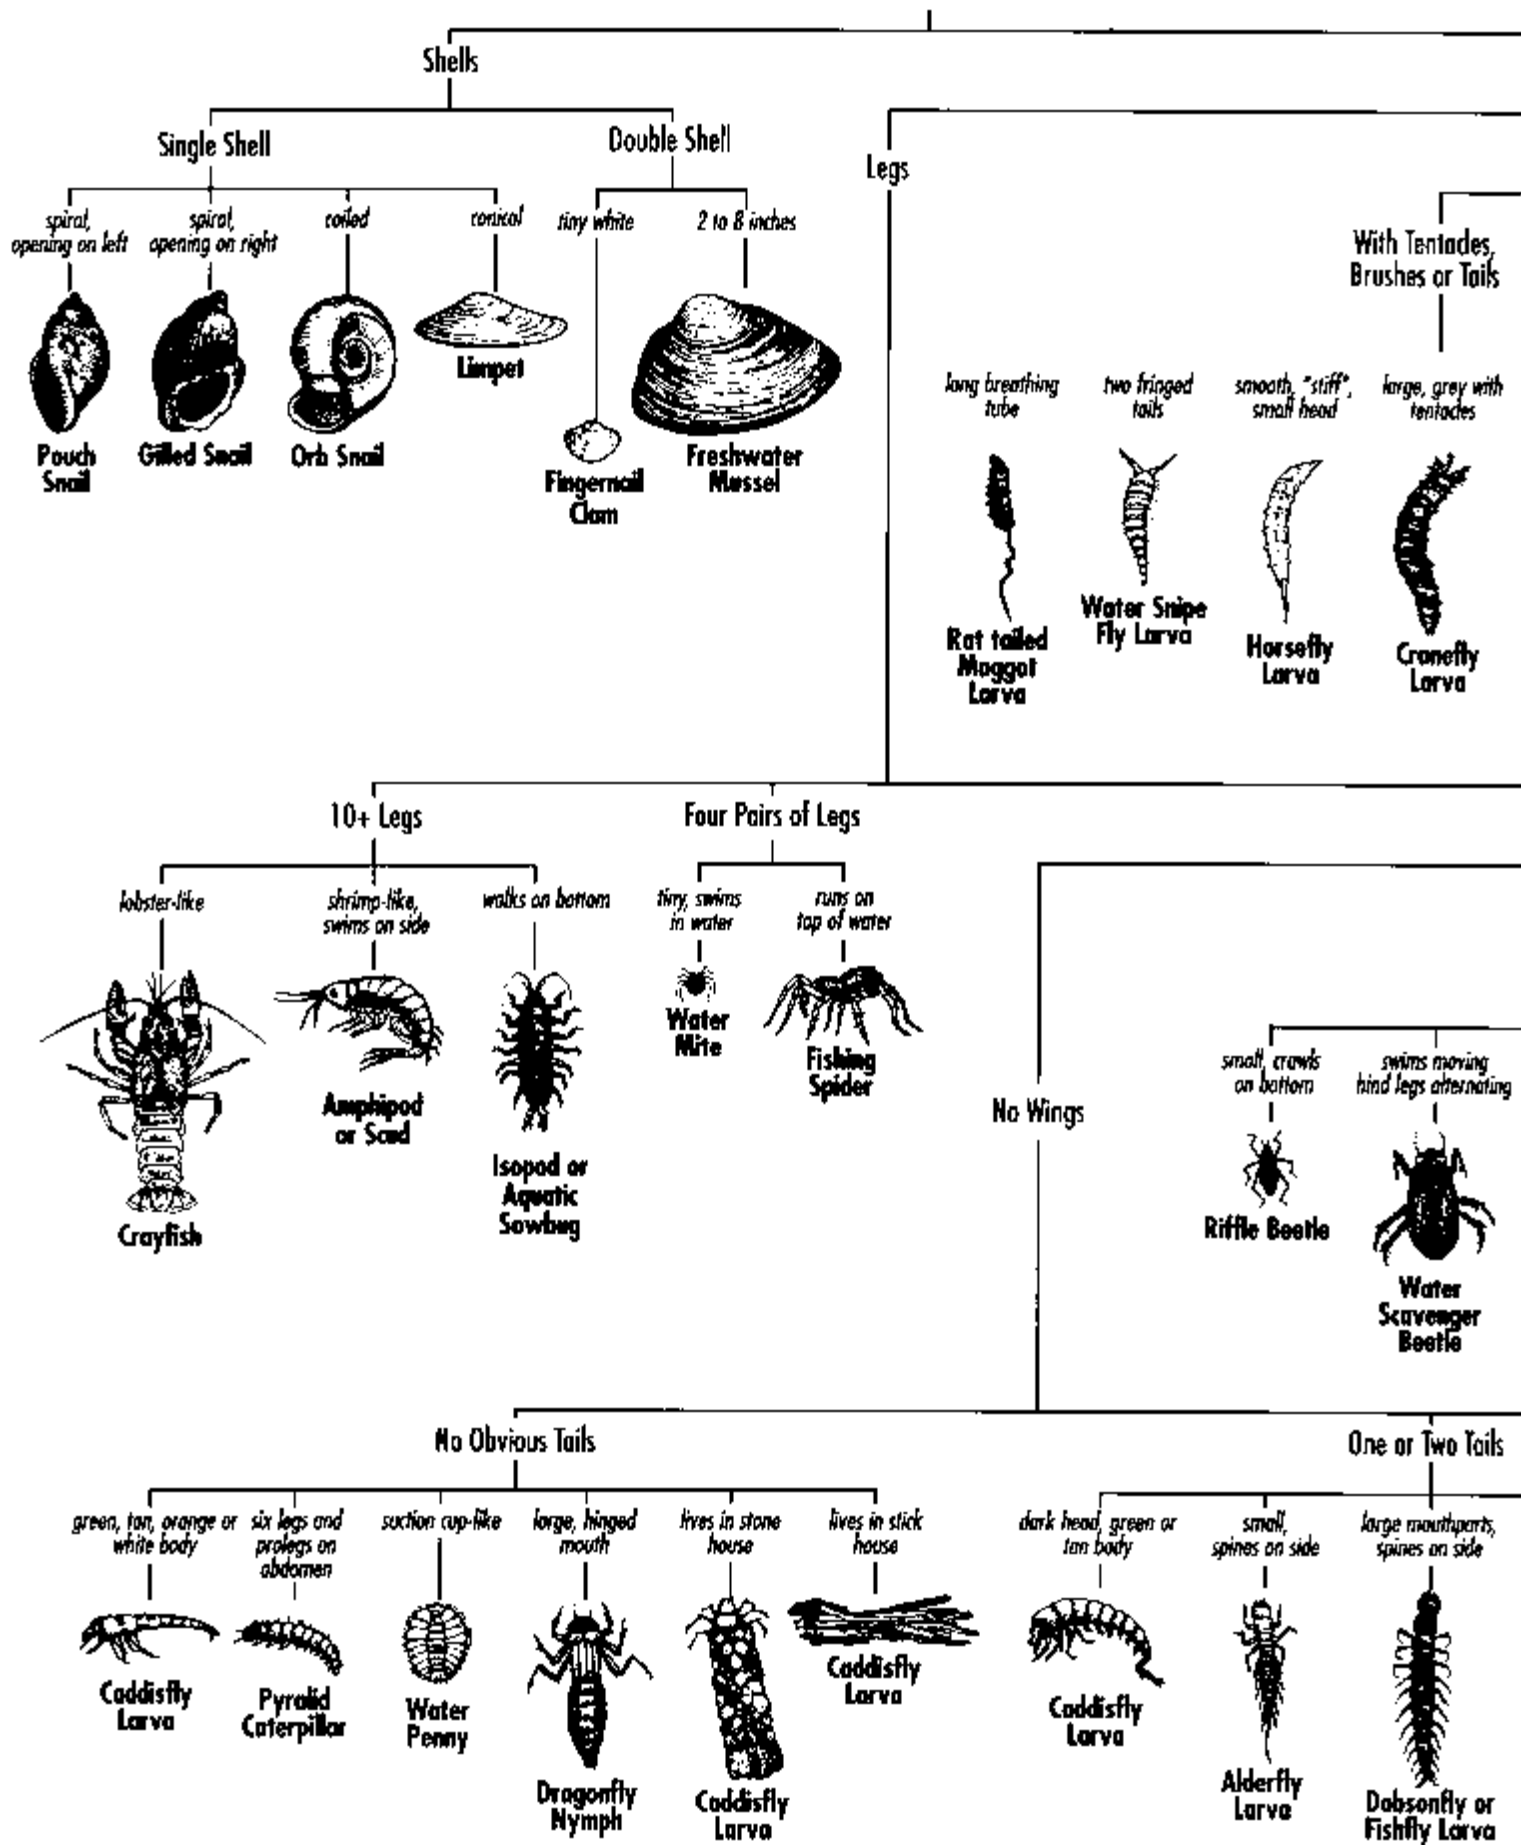 Shells
Single Shell
Double Shell
Legs
spiral,
opening on left
spiral,
opening on right
coiled
conical
tiny white
2 to 8 inches
With Tentacles,
Brushes or Tails
Pouch
Snail
Gilled Snail
Orb Snail
Limpet
Fingernail
Clam
Freshwater
Mussel
long breathing
tube
two fringed
tails
smooth, "stiff",
small head
large, grey with
tentacles
Rat tailed
Maggot
Larva
Water Snipe
Fly Larva
Horsefly
Larva
Cranefly
Larva
10+ Legs
Four Pairs of Legs
lobster-like
shrimp-like,
swims on side
walks on bottom
tiny, swims
in water
runs on
top of water
Crayfish
Amphipod
or Scud
Isopod or
Aquatic
Sowbug
Water
Mite
Fishing
Spider
No Wings
small, crawls
on bottom
swims moving
hind legs alternating
Riffle Beetle
Water
Scavenger
Beetle
No Obvious Tails
One or Two Tails
green, tan, orange or
white body
six legs and
prolegs on
abdomen
suction cup-like
large, hinged
mouth
lives in stone
house
lives in stick
house
dark head, green or
tan body
small,
spines on side
large mouthparts,
spines on side
Caddisfly
Larva
Pyralid
Caterpillar
Water
Penny
Dragonfly
Nymph
Caddisfly
Larva
Caddisfly
Larva
Caddisfly
Larva
Alderfly
Larva
Dobsonfly or
Fishfly Larva